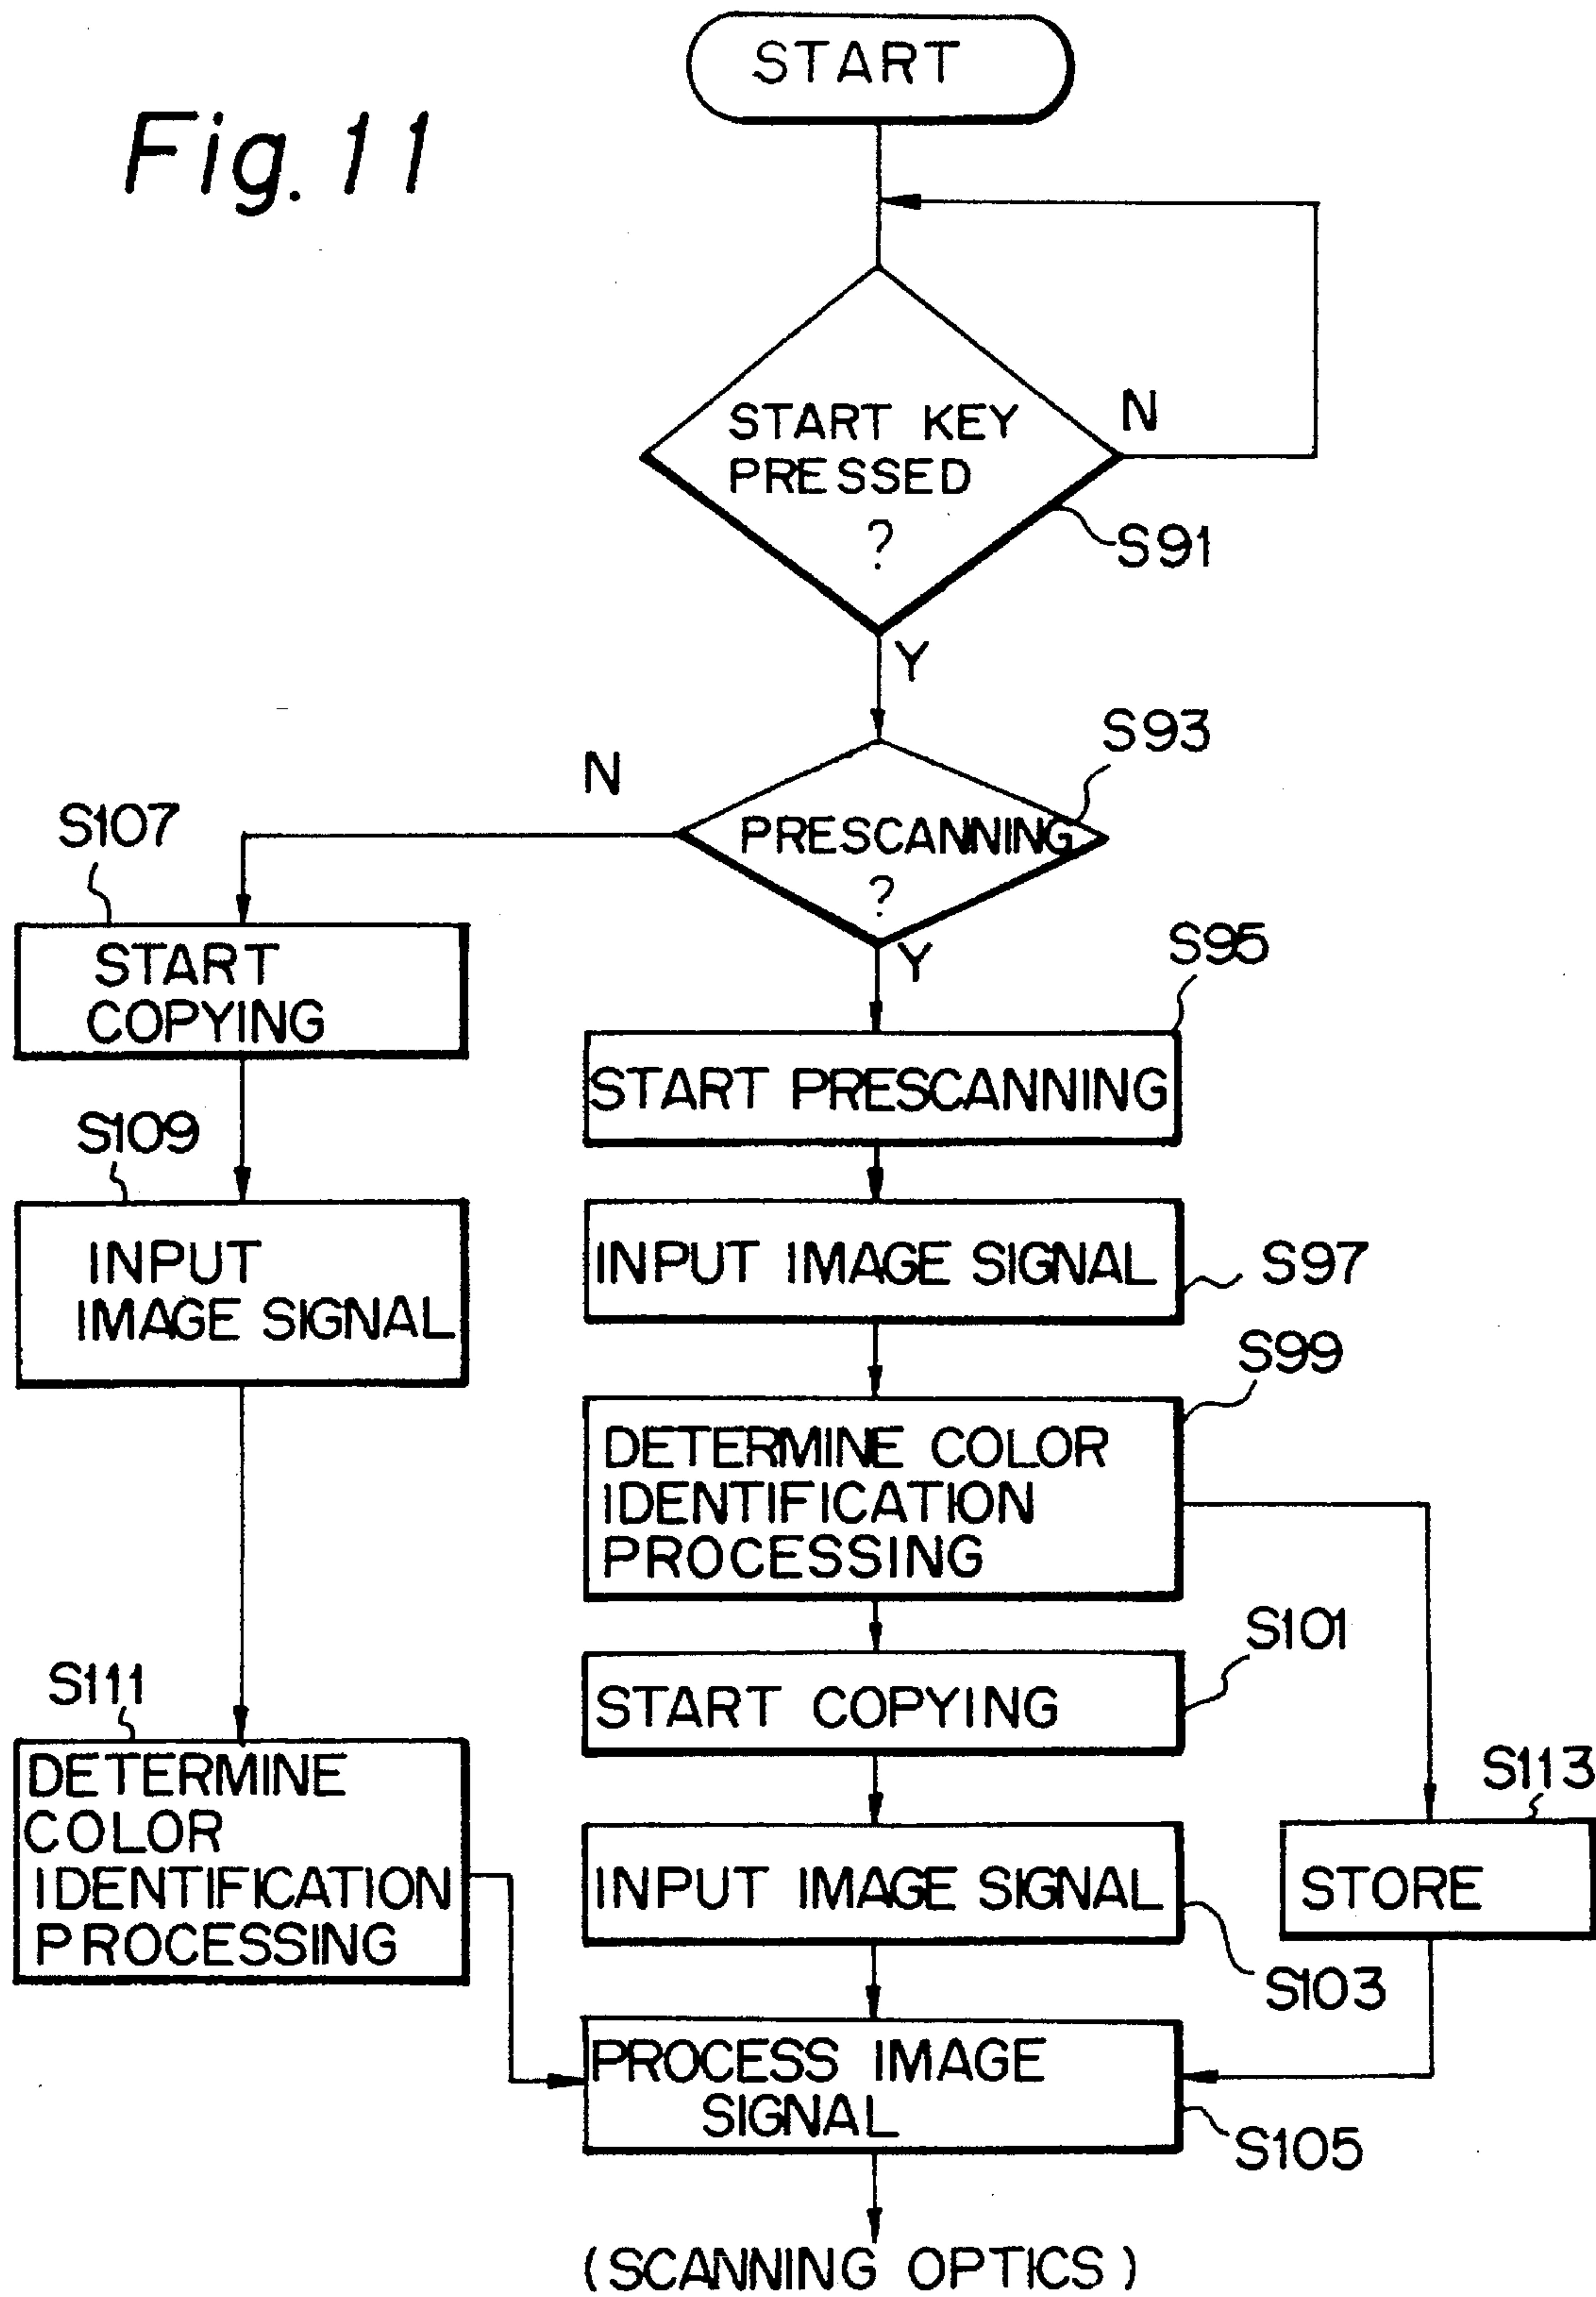 Fig. 11
START
START KEY
PRESSED
?
N
S91
Y
S93
N
PRESCANNING
?
Y
S107
START
COPYING
S95
START PRESCANNING
S109
INPUT
IMAGE SIGNAL
INPUT IMAGE SIGNAL
S97
S99
DETERMINE COLOR
IDENTIFICATION
PROCESSING
S101
START COPYING
S111
DETERMINE
COLOR
IDENTIFICATION
PROCESSING
INPUT IMAGE SIGNAL
S103
S113
STORE
PROCESS IMAGE
SIGNAL
S105
(SCANNING OPTICS)